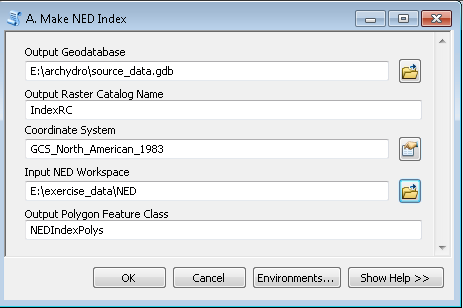 A. Make NED Index
Output Geodatabase
E:\archydro\source_data.gdb
Output Raster Catalog Name
IndexRC
Coordinate System
GCS_North_American_1983
Input NED Workspace
E:\exercise_data\NED
Output Polygon Feature Class
NEDIndexPolys
OK Cancel Environments... Show Help >>